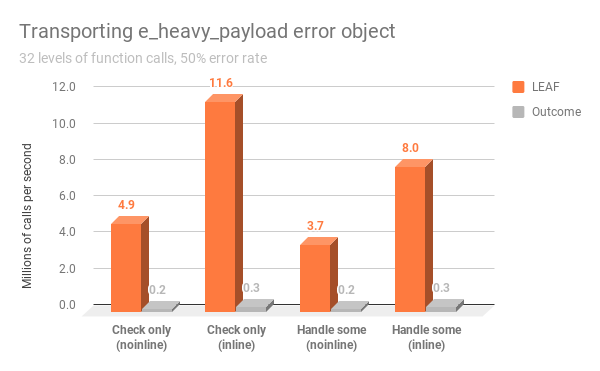 Transporting e_heavy_payload error object
32 levels of function calls, 50% error rate
LEAF
Outcome
Millions of calls per second
12.0
10.0
8.0
6.0
4.0
2.0
0.0
4.9
0.2
11.6
0.3
3.7
0.2
8.0
0.3
Check only
(noinline)
Check only
(inline)
Handle some
(noinline)
Handle some
(inline)